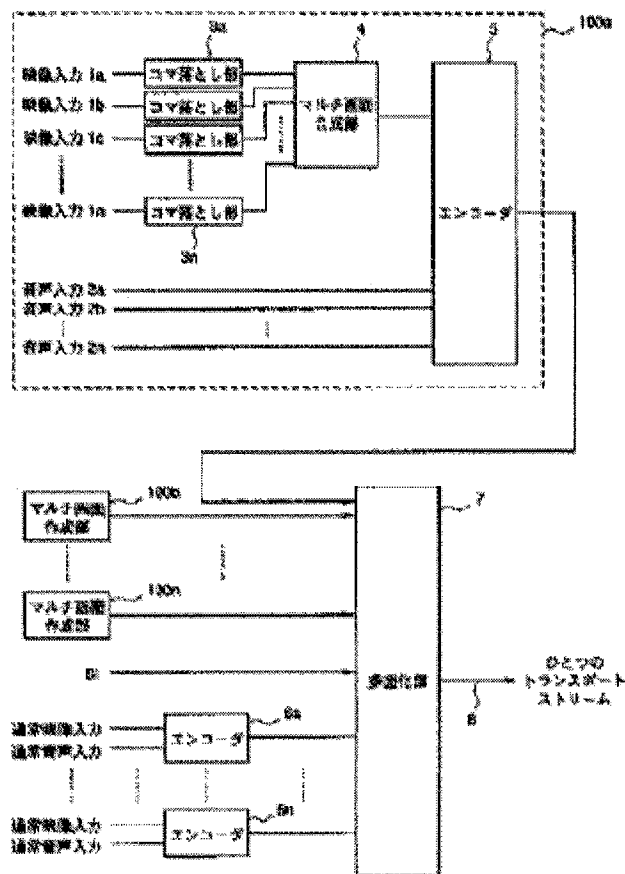 100a
3a
4
5
映像入力 1a
コマ落とし部
映像入力 1b
コマ落とし部
マルチ画面
合成部
映像入力 1c
コマ落とし部
映像入力 1n
コマ落とし部
3n
エンコーダ
音声入力 2a
音声入力 2b
音声入力 2n
100b
マルチ画面
作成部
7
100n
マルチ画面
作成部
多重化部
ひとつの
トランスポート
ストリーム
8
通常映像入力
通常音声入力
エンコーダ
6a
通常映像入力
通常音声入力
エンコーダ
6n